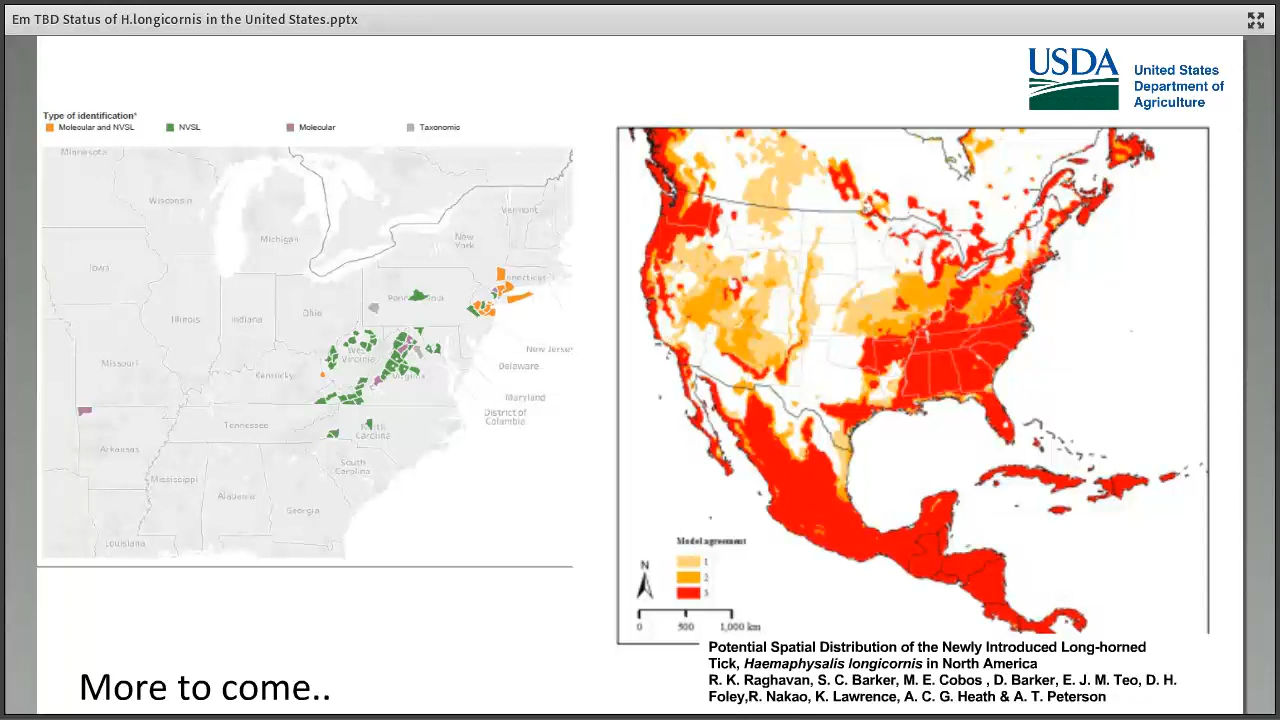 Em TBD Status of H.longicornis in the United States.pptx
USDA
United States
Department of
Agriculture
Type of identification*
Molecular and NVSL
NVSL
Molecular
Taxonomic
Minnesota
Wisconsin
Michigan
Vermont
New
York
Iowa
Connecticut
Illinois
Indiana
Ohio
Pennsylvania
New Jersey
Missouri
Kentucky
West
Virginia
Virginia
Delaware
Maryland
District of
Columbia
Tennessee
North
Carolina
Arkansas
South
Carolina
Mississippi
Alabama
Georgia
Louisiana
Model agreement
1
2
3
N
0 500 1,000 km
Potential Spatial Distribution of the Newly Introduced Long-horned
Tick, Haemaphysalis longicornis in North America
R. K. Raghavan, S. C. Barker, M. E. Cobos , D. Barker, E. J. M. Teo, D. H.
Foley,R. Nakao, K. Lawrence, A. C. G. Heath & A. T. Peterson
More to come..